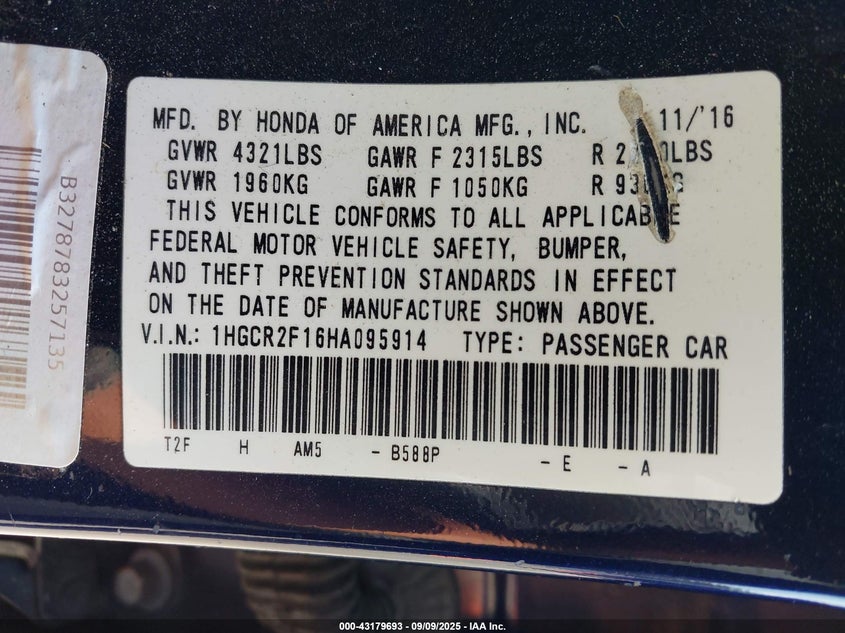 MFD. BY HONDA OF AMERICA MFG., INC. 11/'16
GVWR 4321LBS GAWR F 2315LBS R
GVWR 1960KG GAWR F 1050KG R
THIS VEHICLE CONFORMS TO ALL APPLICABLE
FEDERAL MOTOR VEHICLE SAFETY, BUMPER,
AND THEFT PREVENTION STANDARDS IN EFFECT
ON THE DATE OF MANUFACTURE SHOWN ABOVE.
V.I.N.: 1HGCR2F16HA095914 TYPE: PASSENGER CAR
T2F H AM5 - B588P - E - A
B3278783257135
000-43179693 - 09/09/2025 - IAA Inc.